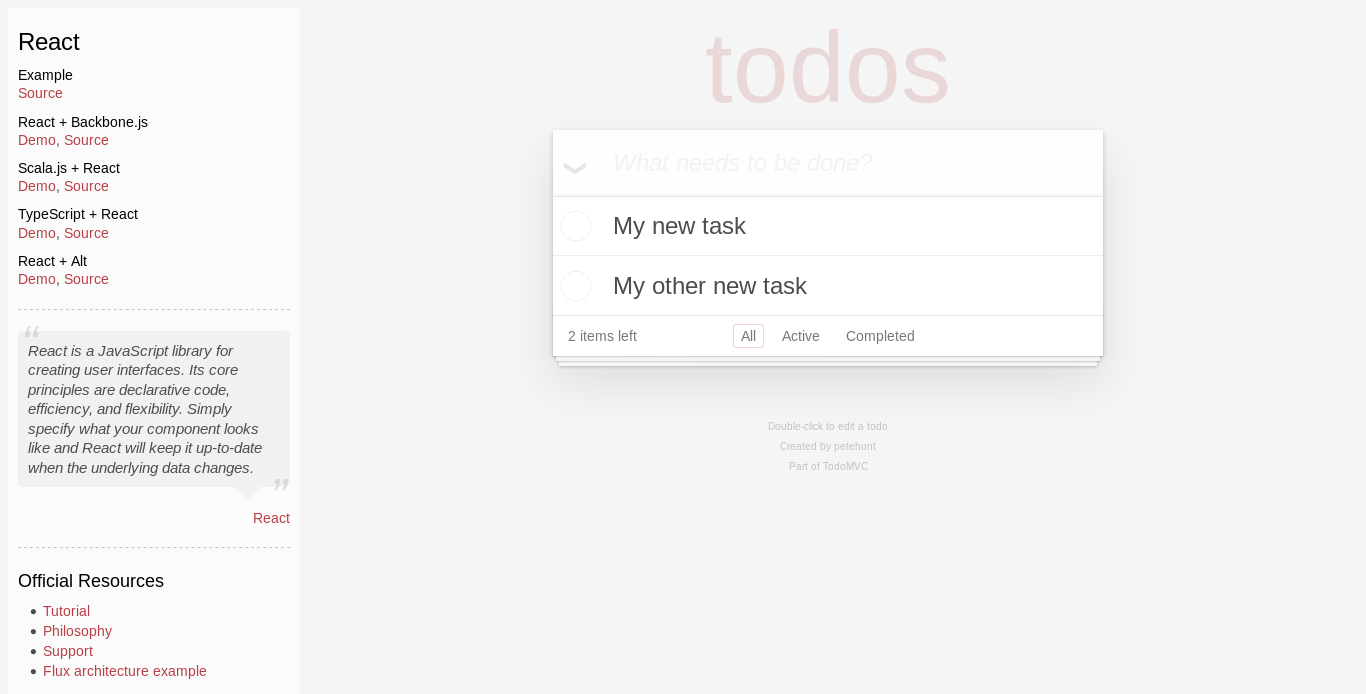 React
Example
Source
React + Backbone.js
Demo, Source
Scala.js + React
Demo, Source
TypeScript + React
Demo, Source
React + Alt
Demo, Source
“
React is a JavaScript library for
creating user interfaces. Its core
principles are declarative code,
efficiency, and flexibility. Simply
specify what your component looks
like and React will keep it up-to-date
when the underlying data changes.
”
React
Official Resources
Tutorial
Philosophy
Support
Flux architecture example
todos
What needs to be done?
My new task
My other new task
2 items left All Active Completed
Double-click to edit a todo
Created by petehunt
Part of TodoMVC